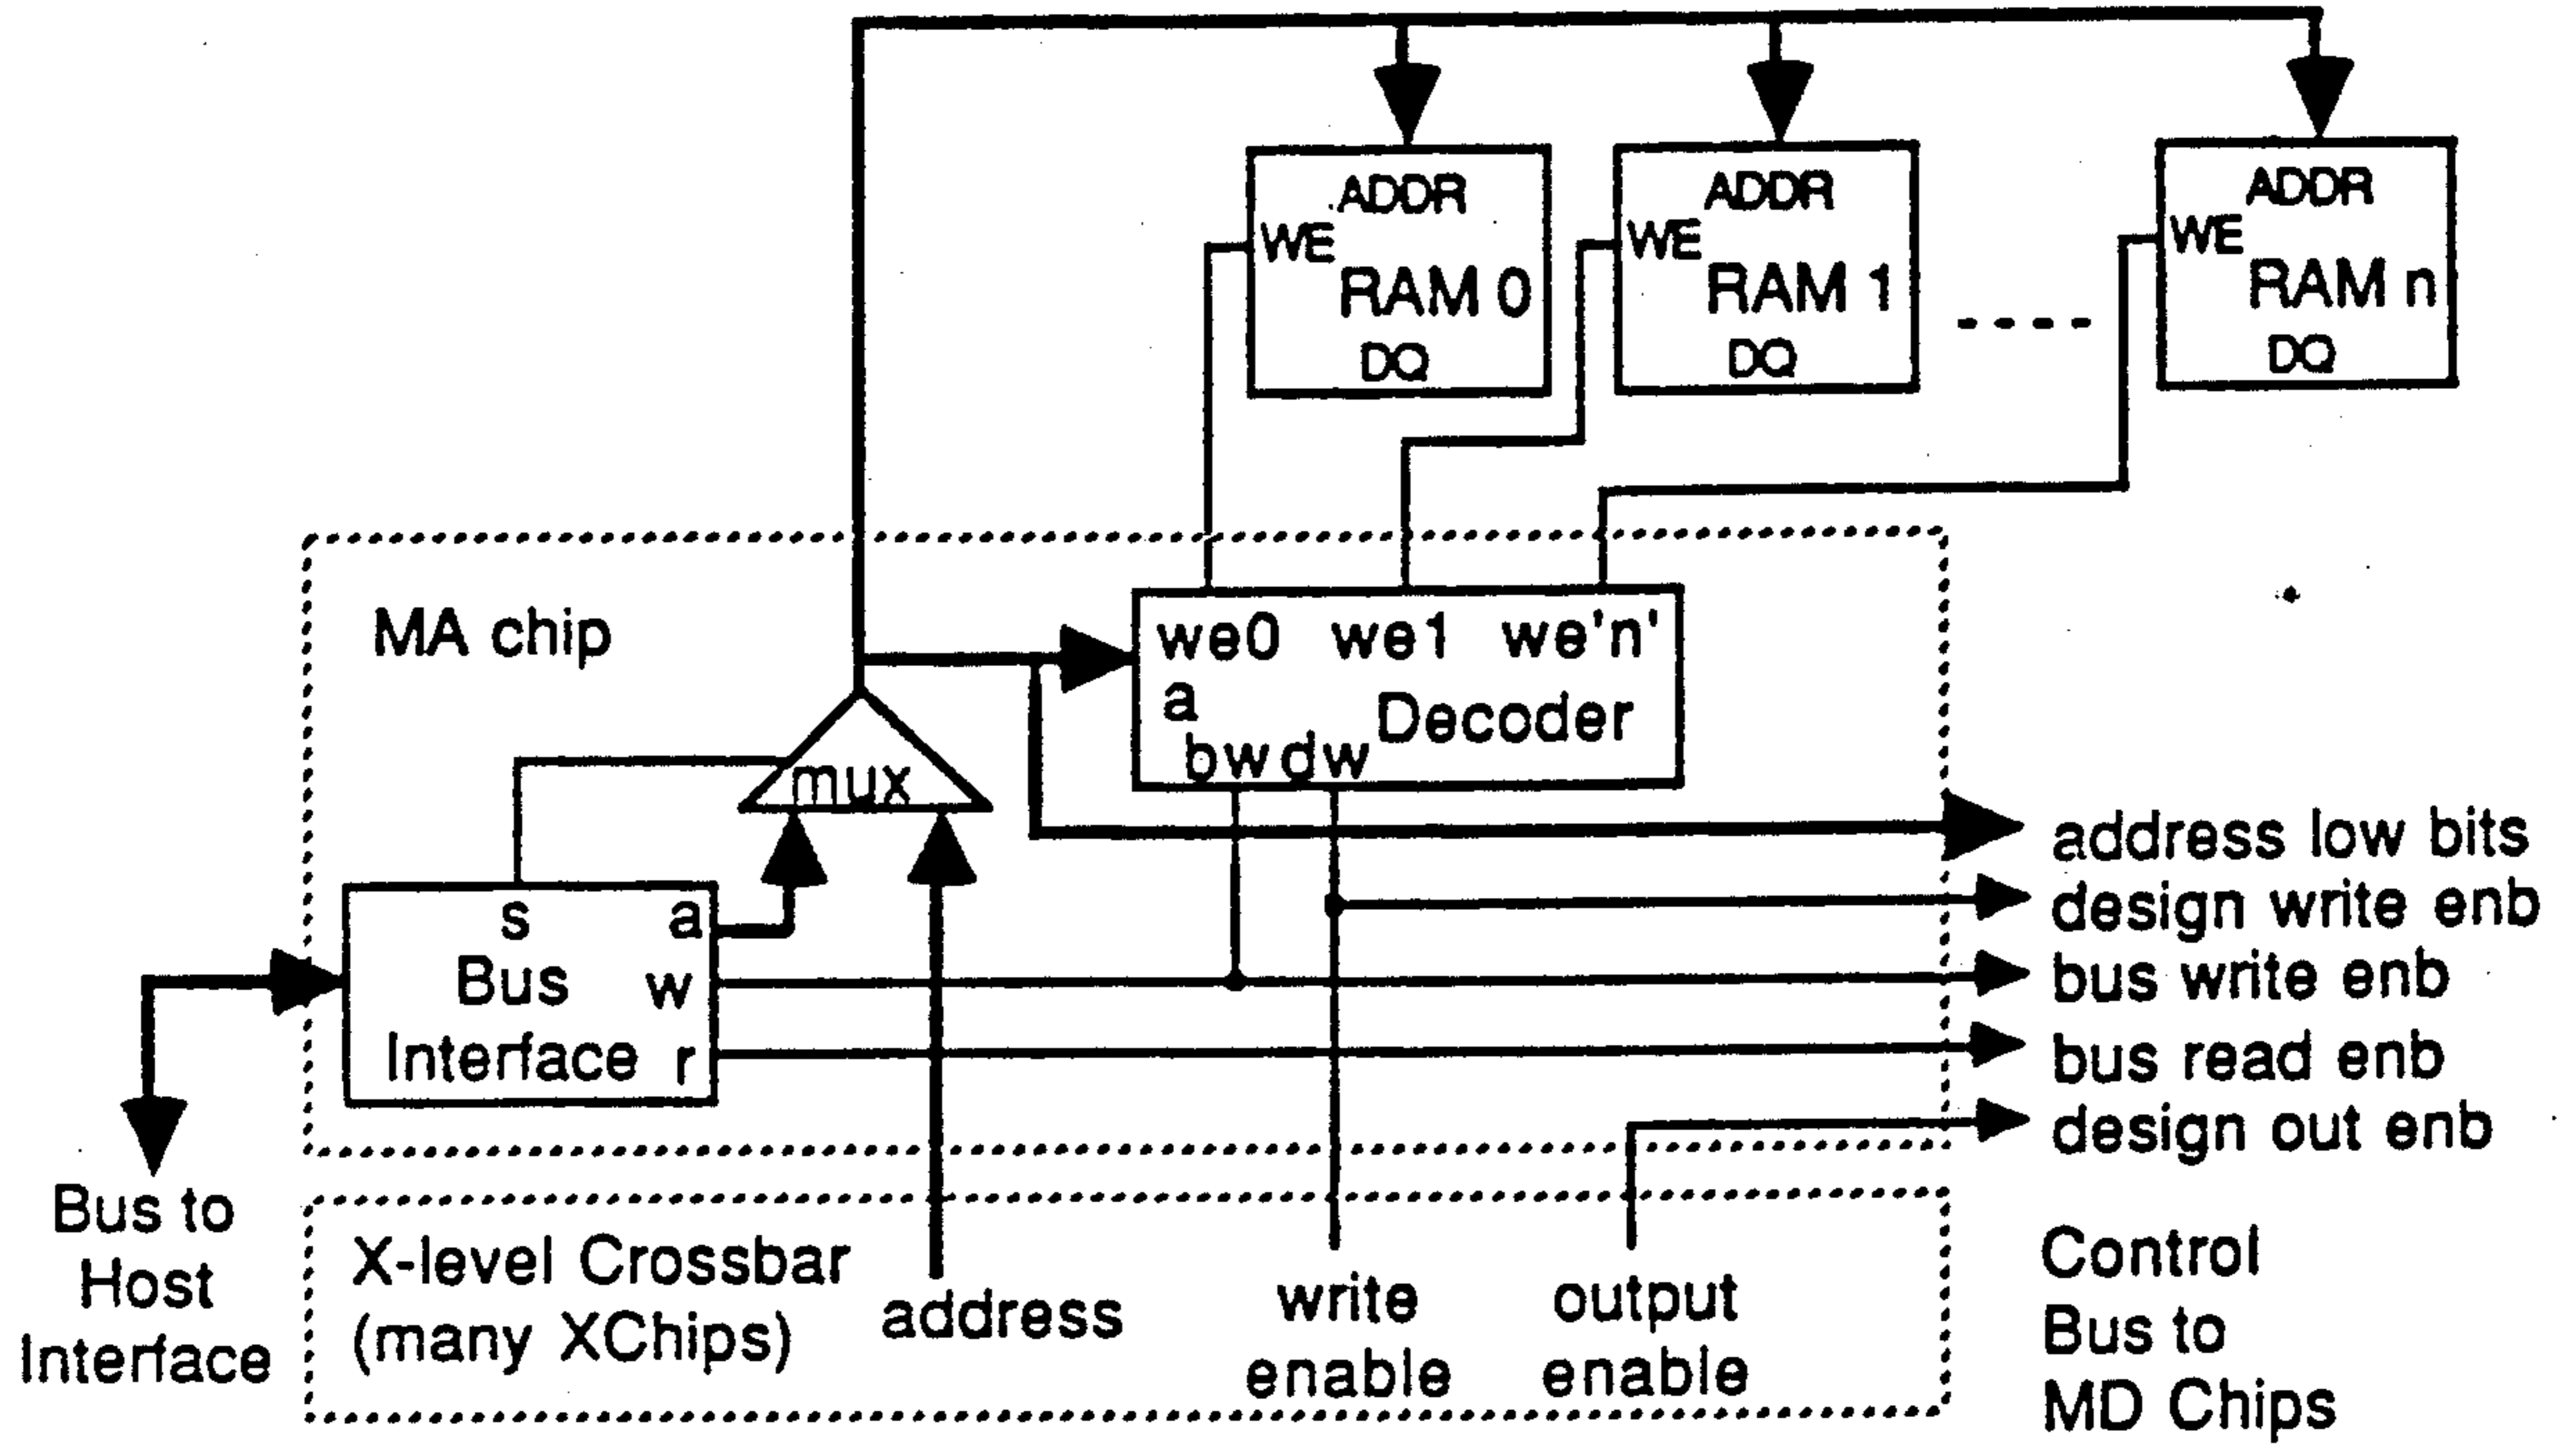 ADDR
WE
RAM 0
DQ
ADDR
WE
RAM 1
DQ
ADDR
WE
RAM n
DQ
MA chip
we0 we1 we'n'
a
Decoder
bw dw
mux
s a
Bus w
Interface r
address low bits
design write enb
bus write enb
bus read enb
design out enb
Bus to
Host
Interface
X-level Crossbar
(many XChips)
address
write
enable
output
enable
Control
Bus to
MD Chips